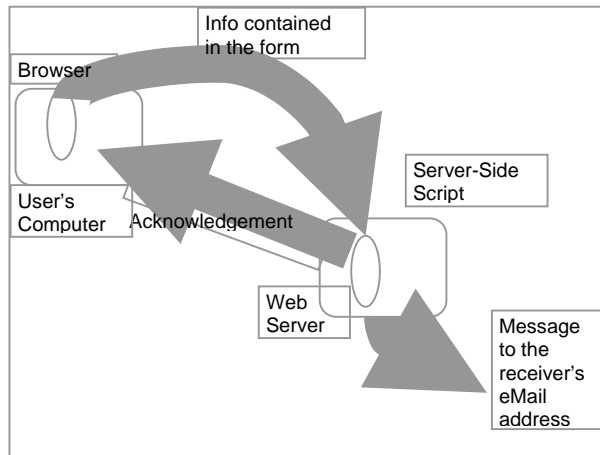 Info contained
in the form
Browser
Server-Side
Script
User's
Computer
Acknowledgement
Web
Server
Message
to the
receiver's
eMail
address